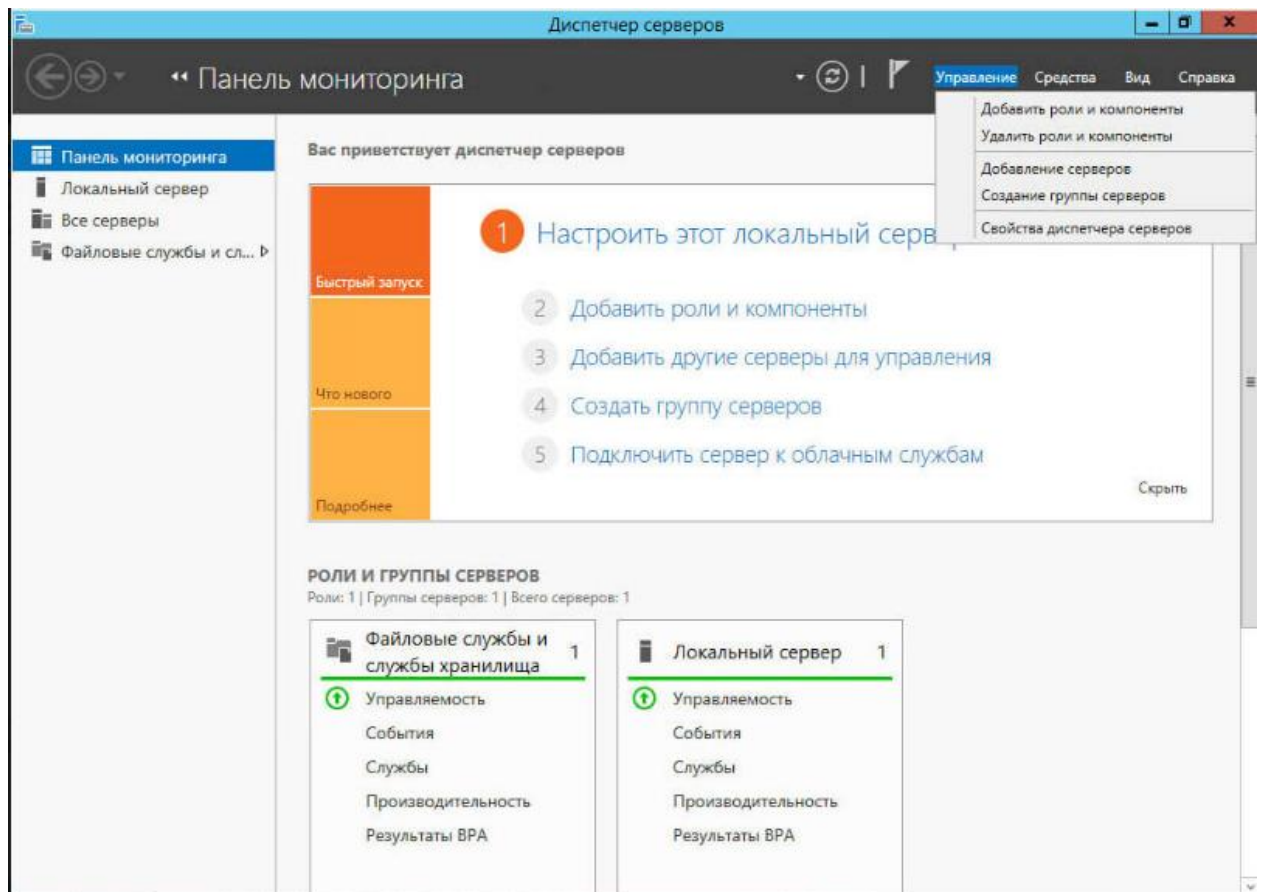 Диспетчер серверов
Панель мониторинга
Управление Средства Вид Справка
Добавить роли и компоненты
Удалить роли и компоненты
Добавление серверов
Создание группы серверов
Свойства диспетчера серверов
Панель мониторинга
Локальный сервер
Все серверы
Файловые службы и сл...
Вас приветствует диспетчер серверов
Быстрый запуск
Что нового
Подробнее
1 Настроить этот локальный серв
2 Добавить роли и компоненты
3 Добавить другие серверы для управления
4 Создать группу серверов
5 Подключить сервер к облачным службам
Скрыть
РОЛИ И ГРУППЫ СЕРВЕРОВ
Роли: 1 | Группы серверов: 1 | Всего серверов: 1
Файловые службы и
службы хранилища 1
Управляемость
События
Службы
Производительность
Результаты BPA
Локальный сервер 1
Управляемость
События
Службы
Производительность
Результаты BPA